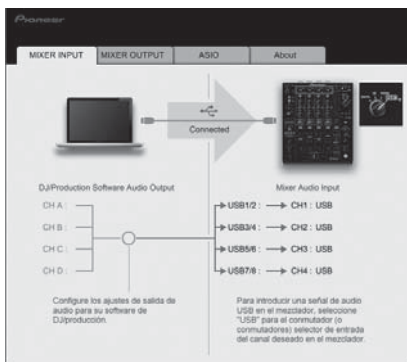 Pioneer
MIXER INPUT MIXER OUTPUT ASIO About
Connected
DJ/Production Software Audio Output
CH A :
CH B :
CH C :
CH D :
Configure los ajustes de salida de
audio para su software de
DJ/producción.
Mixer Audio Input
USB1/2 : CH1 : USB
USB3/4 : CH2 : USB
USB5/6 : CH3 : USB
USB7/8 : CH4 : USB
Para introducir una señal de audio
USB en el mezclador, seleccione
"USB" para el conmutador (o
conmutadores) selector de entrada
del canal deseado en el mezclador.